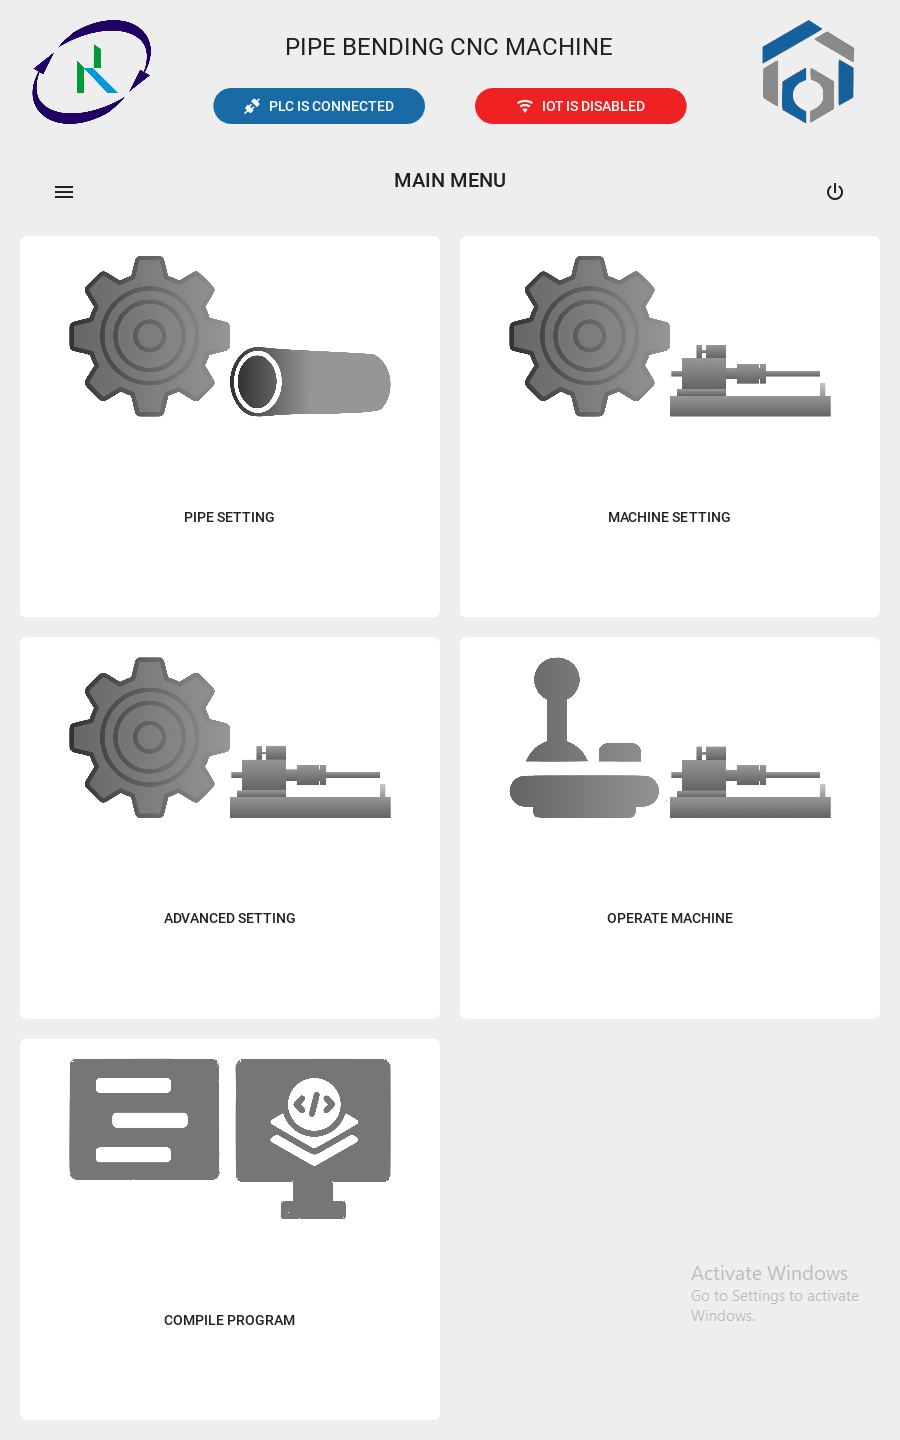 PIPE BENDING CNC MACHINE
PLC IS CONNECTED
IOT IS DISABLED
MAIN MENU
PIPE SETTING
MACHINE SETTING
ADVANCED SETTING
OPERATE MACHINE
COMPILE PROGRAM
Activate Windows
Go to Settings to activate
Windows.